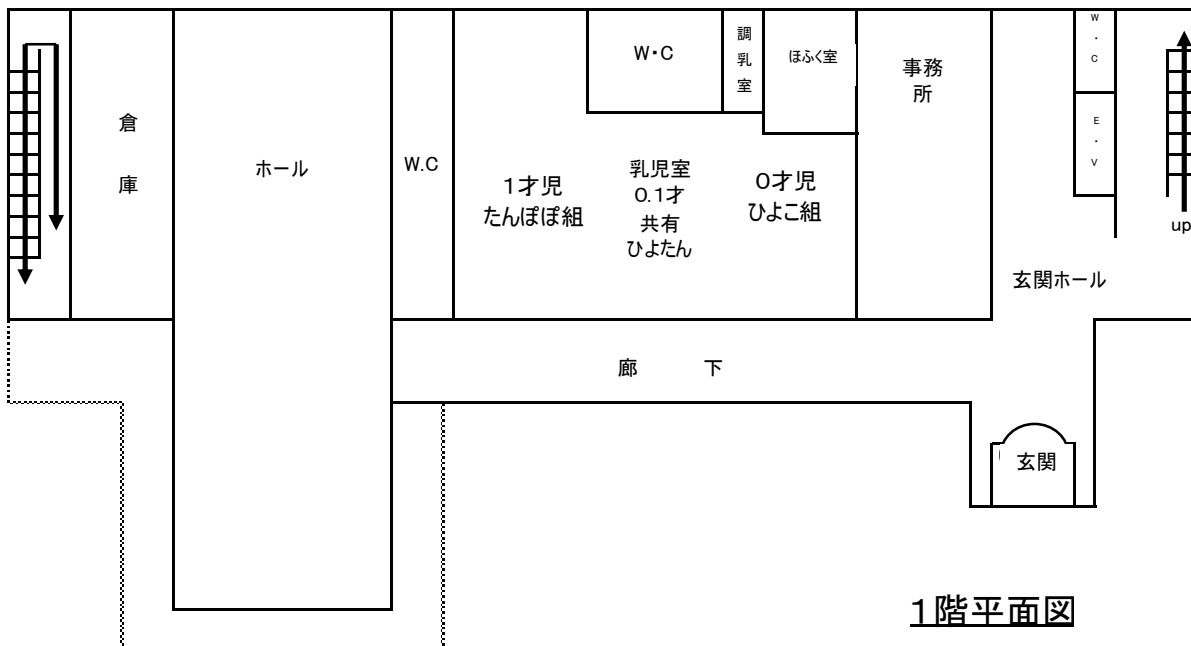 倉
庫
ホール
W.C
1才児
たんぽぽ組
W・C
調
乳
室
ほふく室
乳児室
0.1才
共有
ひよたん
0才児
ひよこ組
事務
所
W
・
C
E
・
V
up
玄関ホール
廊 下
玄関
1階平面図